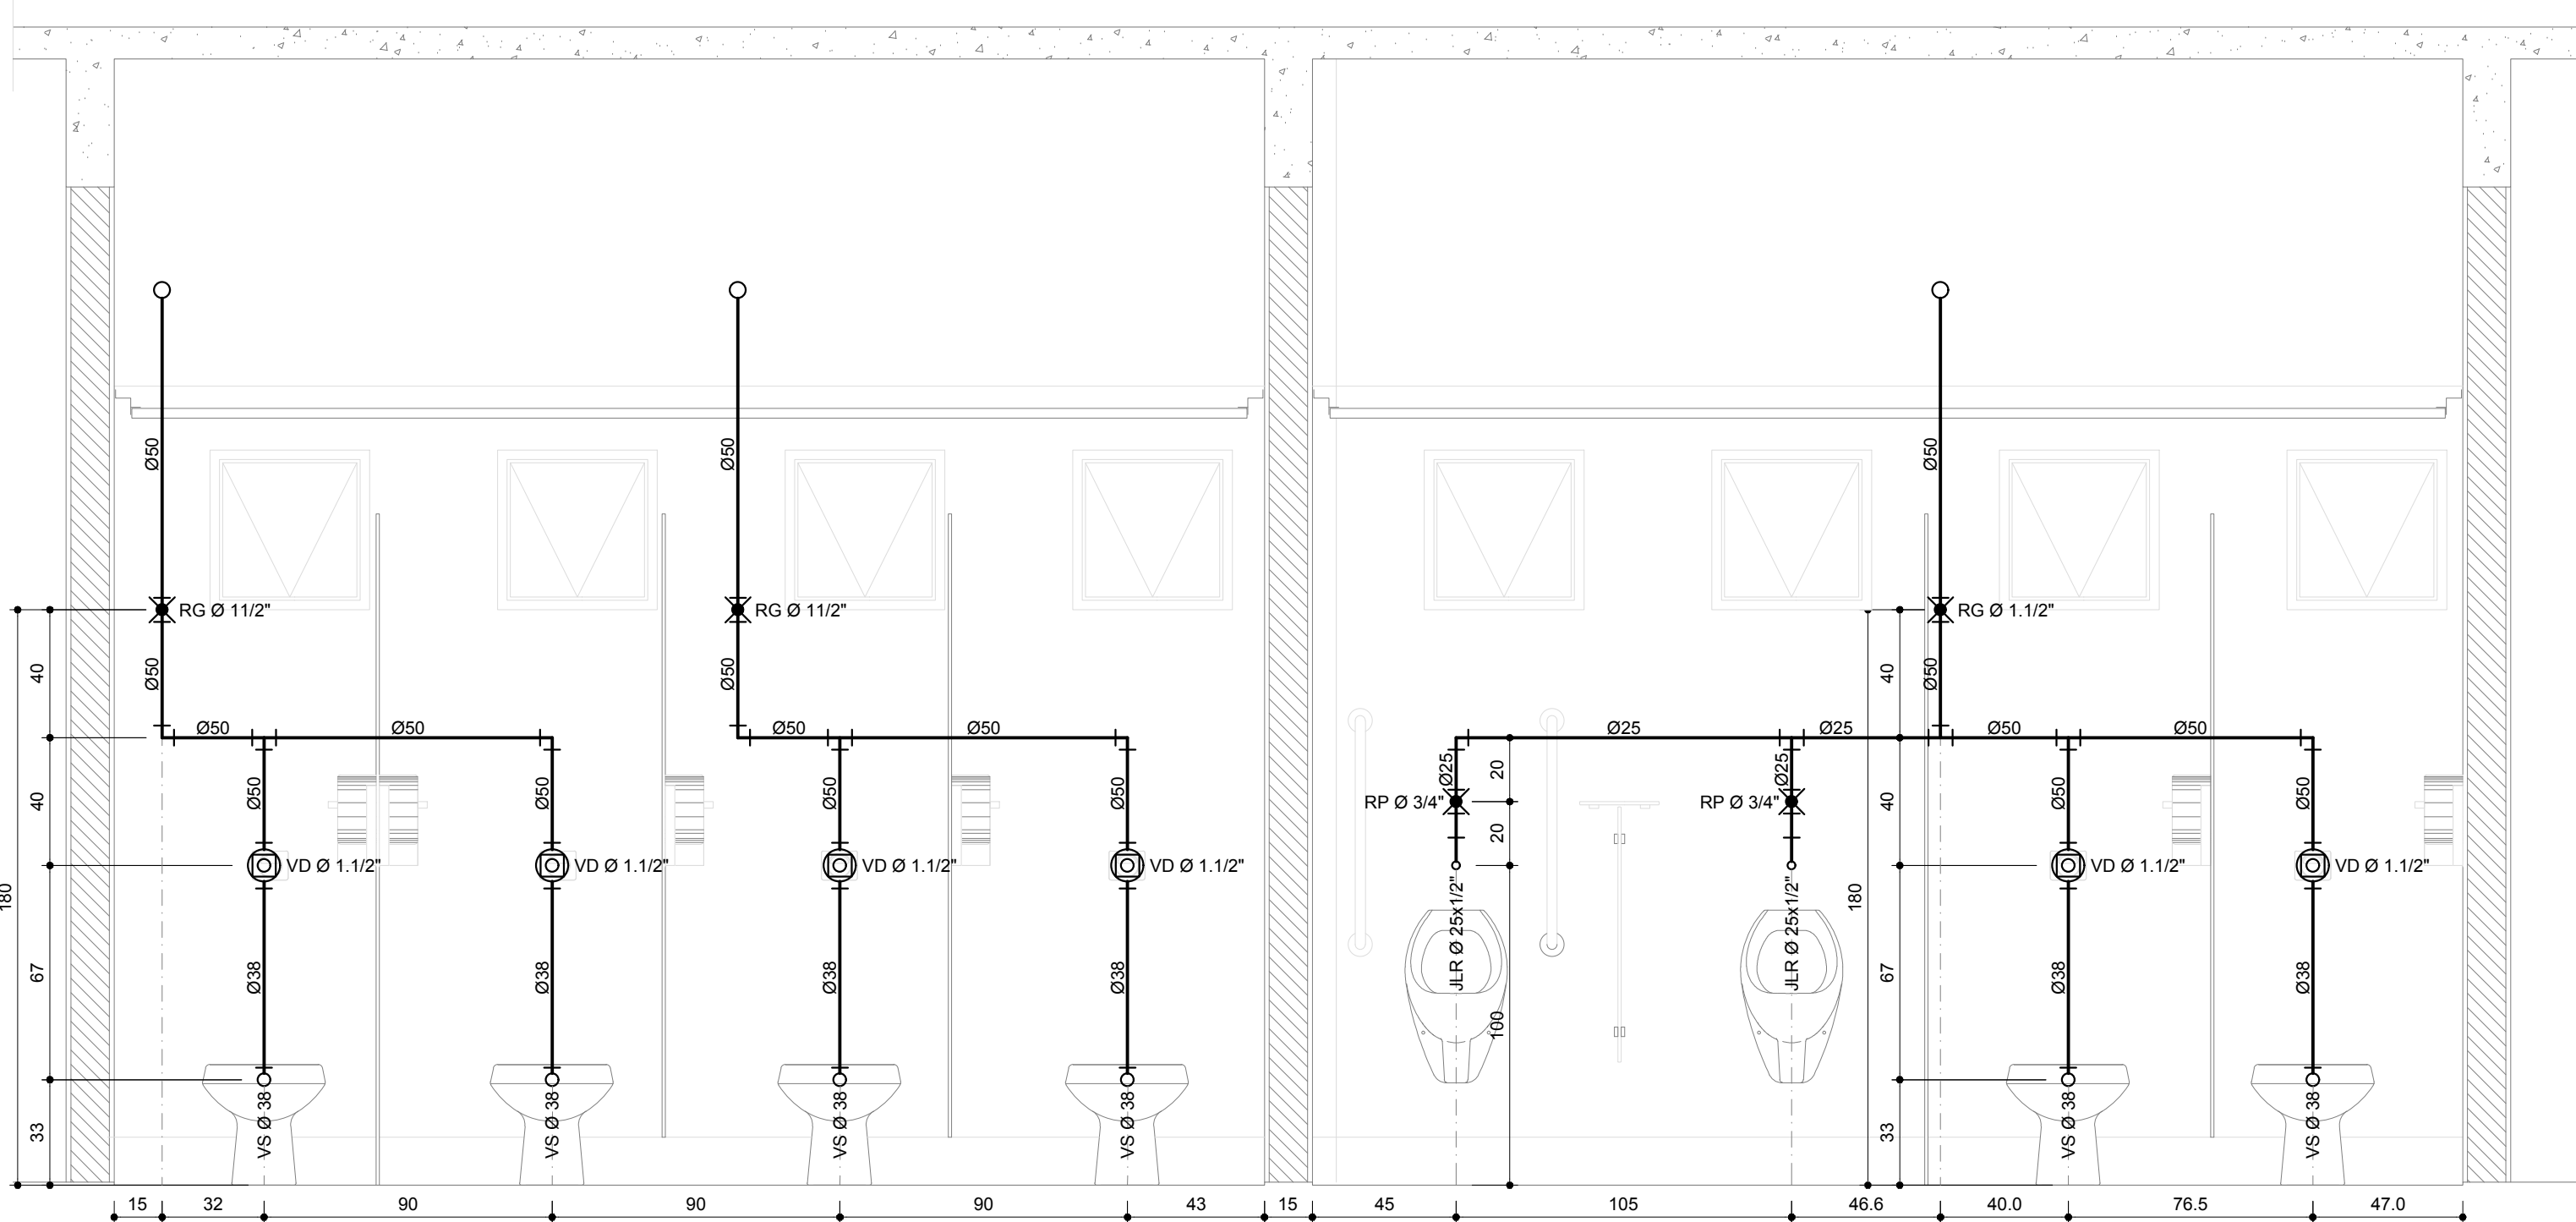 Ø50
Ø50
Ø50
RG Ø 11/2"
RG Ø 11/2"
RG Ø 1.1/2"
40
Ø50
Ø50
40
Ø50
Ø50
Ø50
Ø50
Ø50
Ø25
Ø25
Ø50
Ø50
40
Ø50
Ø50
Ø50
Ø50
Ø25
20
Ø25
40
Ø50
Ø50
RP Ø 3/4"
RP Ø 3/4"
20
VD Ø 1.1/2"
VD Ø 1.1/2"
VD Ø 1.1/2"
VD Ø 1.1/2"
VD Ø 1.1/2"
VD Ø 1.1/2"
180
180
67
Ø38
Ø38
Ø38
Ø38
JLR Ø 25x1/2"
JLR Ø 25x1/2"
67
Ø38
Ø38
100
33
VS Ø 38
VS Ø 38
VS Ø 38
VS Ø 38
33
VS Ø 38
VS Ø 38
15 32 90 90 90 43 15 45 105 46.6 40.0 76.5 47.0